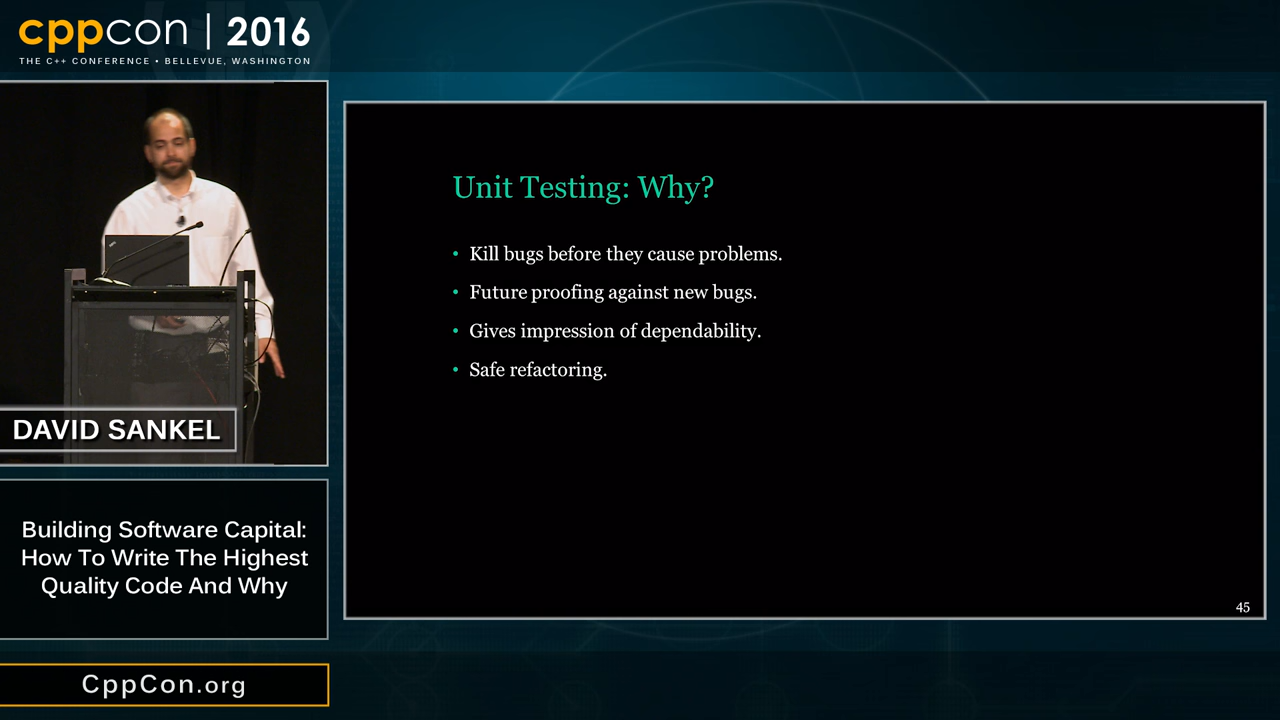 cppcon | 2016
THE C++ CONFERENCE • BELLEVUE, WASHINGTON
DAVID SANKEL
Building Software Capital:
How To Write The Highest
Quality Code And Why
CppCon.org
Unit Testing: Why?
• Kill bugs before they cause problems.
• Future proofing against new bugs.
• Gives impression of dependability.
• Safe refactoring.
45